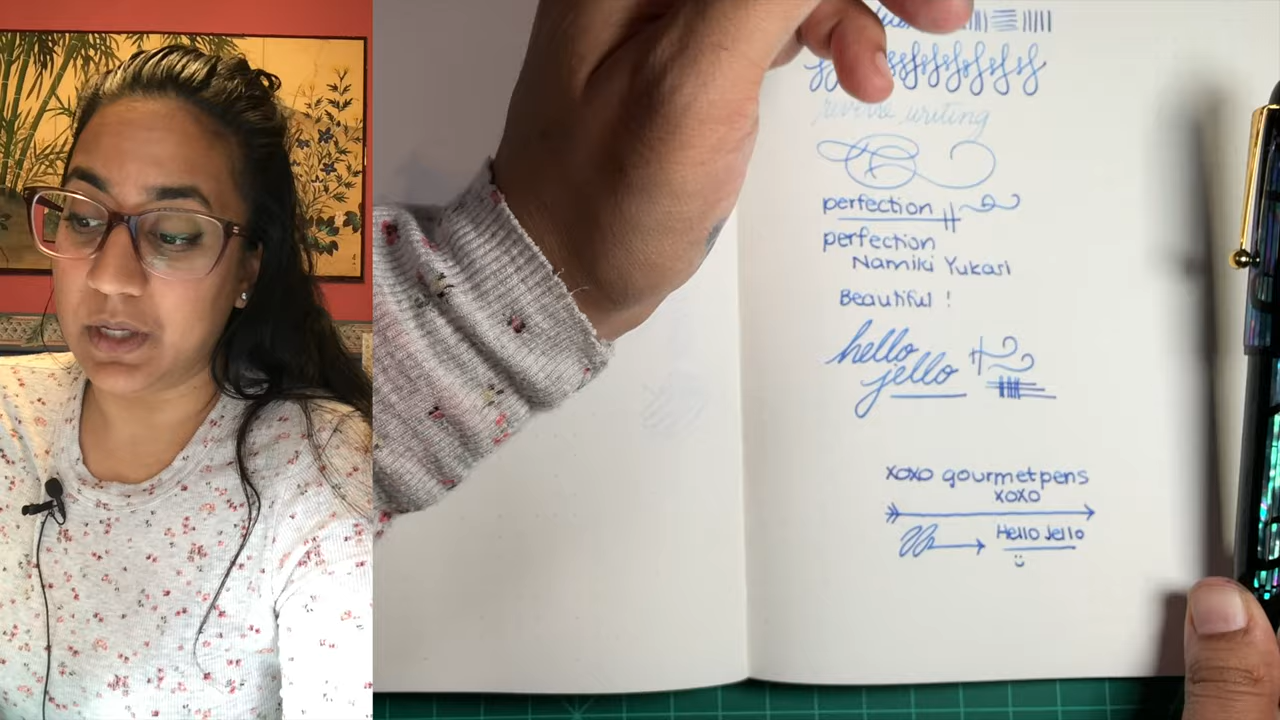 reverse writing
perfection
perfection
Namiki Yukari
Beautiful !
hello
jello
xoxo gourmetpens
xoxo
Hello Jello